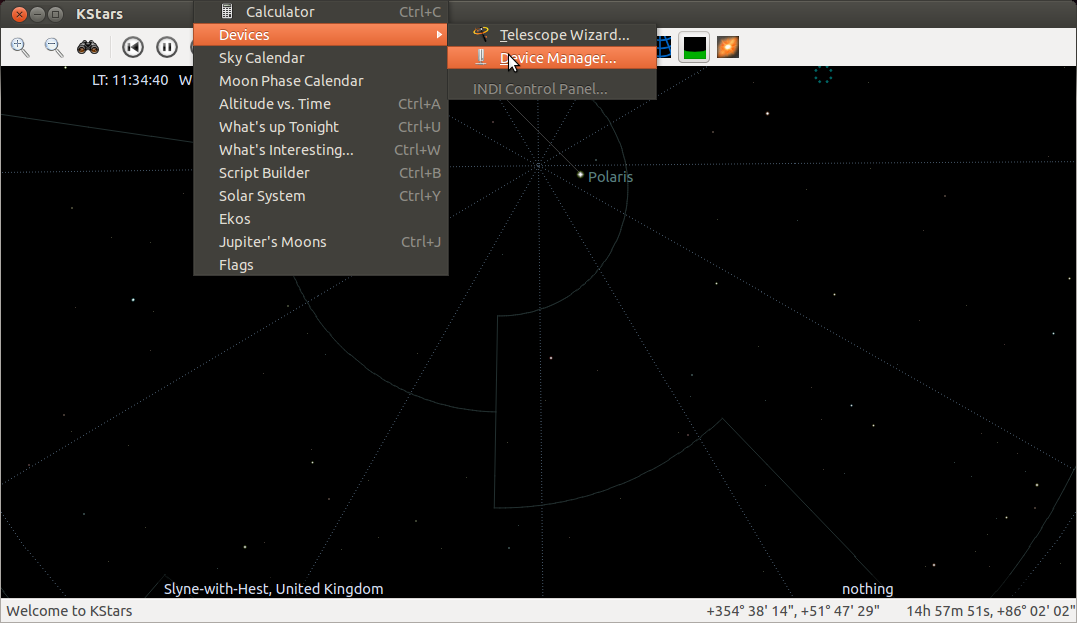 KStars
Calculator Ctrl+C
Devices
Telescope Wizard...
Sky Calendar
Device Manager...
LT: 11:34:40 W
Moon Phase Calendar
INDI Control Panel...
Altitude vs. Time Ctrl+A
What's up Tonight Ctrl+U
What's Interesting... Ctrl+W
Script Builder Ctrl+B
Polaris
Solar System Ctrl+Y
Ekos
Jupiter's Moons Ctrl+J
Flags
Slyne-with-Hest, United Kingdom nothing
Welcome to KStars +354° 38' 14", +51° 47' 29" 14h 57m 51s, +86° 02' 02"